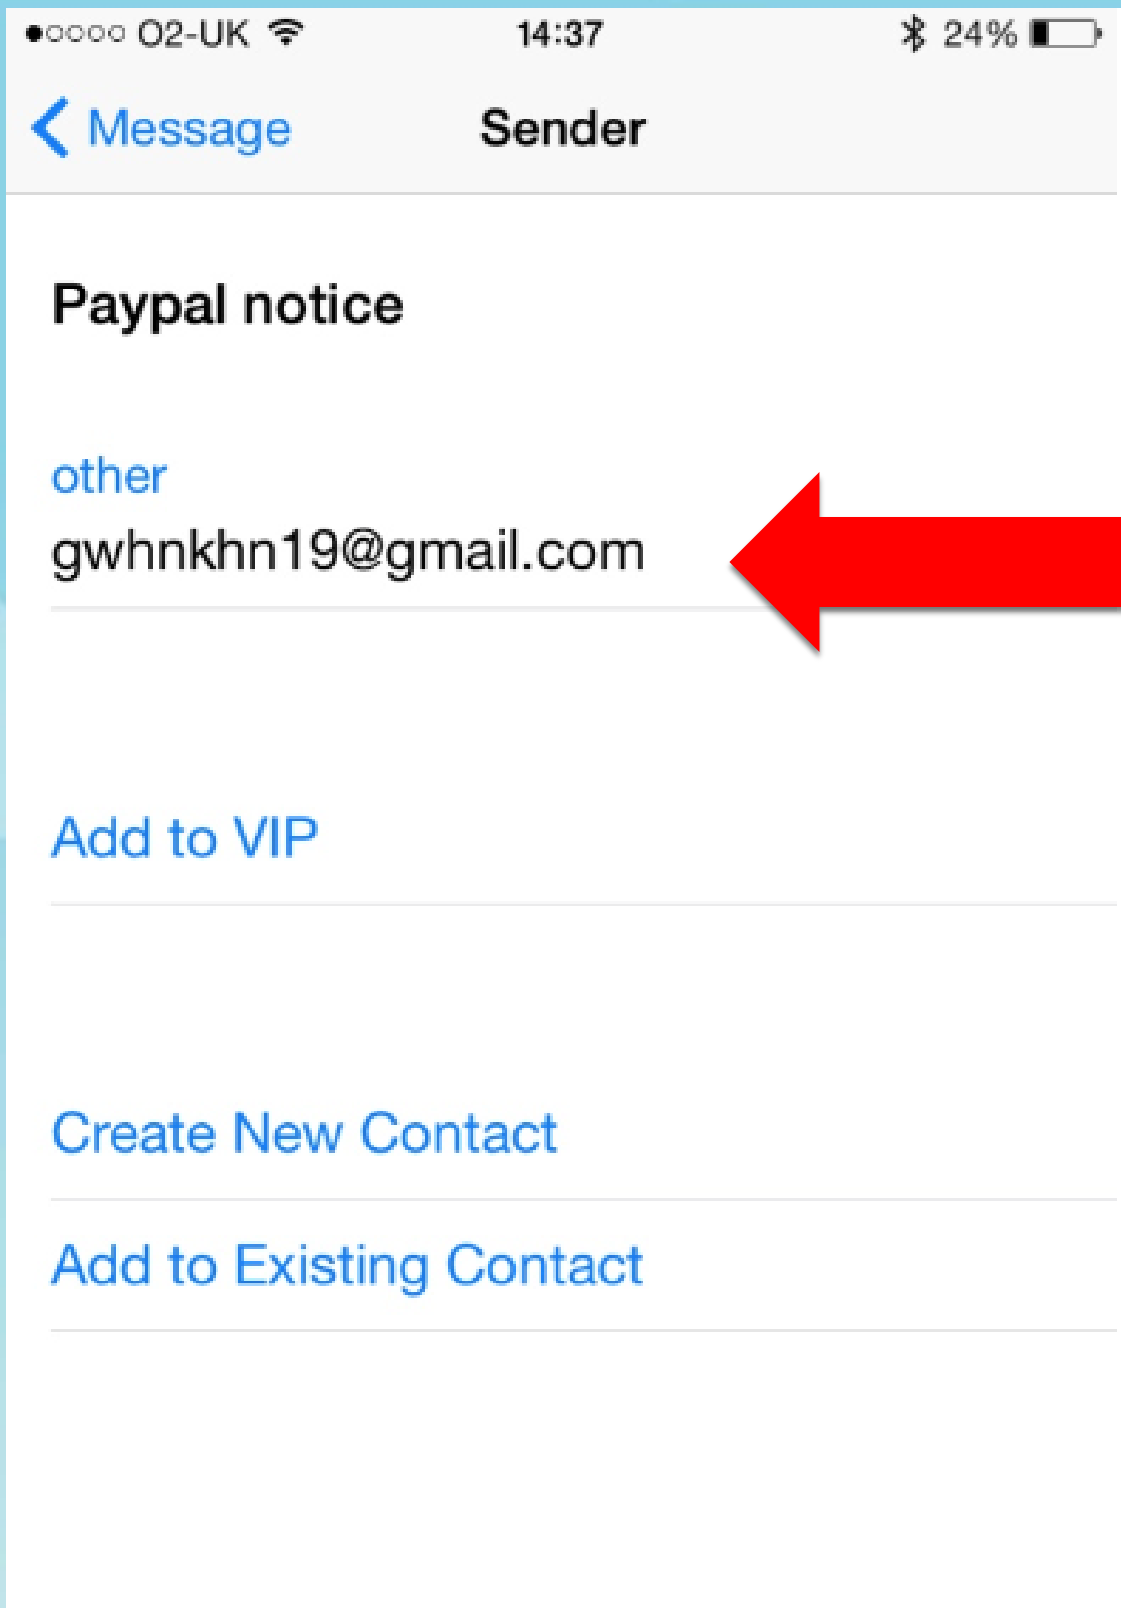 O2-UK 14:37 24%
Message Sender
Paypal notice
other
gwhnkhn19@gmail.com
Add to VIP
Create New Contact
Add to Existing Contact